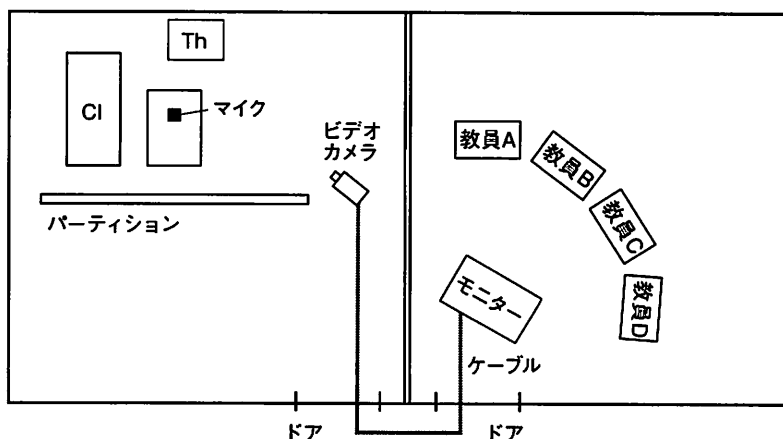 Th
Cl
マイク
ビデオ
カメラ
パーティション
教員A
教員B
教員C
教員D
モニター
ケーブル
ドア
ドア